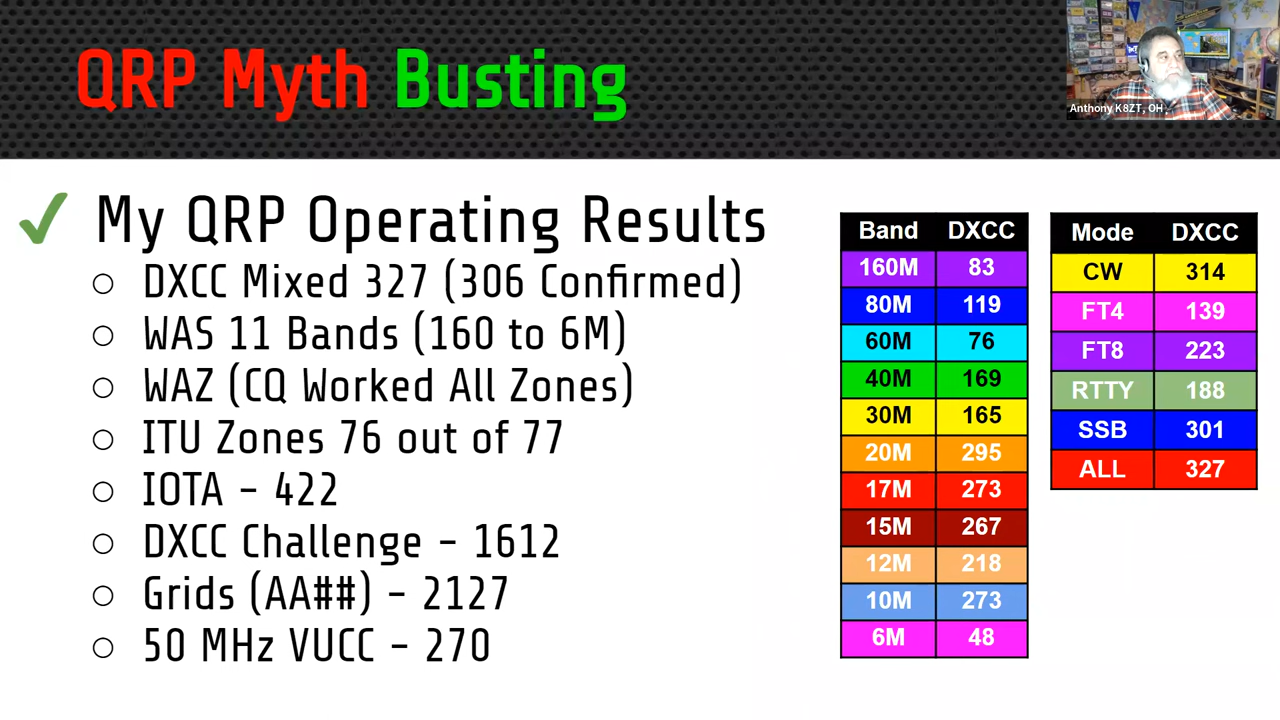 QRP Myth Busting
Anthony K8ZT, OH
✓ My QRP Operating Results
○ DXCC Mixed 327 (306 Confirmed)
○ WAS 11 Bands (160 to 6M)
○ WAZ (CQ Worked All Zones)
○ ITU Zones 76 out of 77
○ IOTA – 422
○ DXCC Challenge – 1612
○ Grids (AA##) – 2127
○ 50 MHz VUCC – 270
Band DXCC
160M 83
80M 119
60M 76
40M 169
30M 165
20M 295
17M 273
15M 267
12M 218
10M 273
6M 48
Mode DXCC
CW 314
FT4 139
FT8 223
RTTY 188
SSB 301
ALL 327